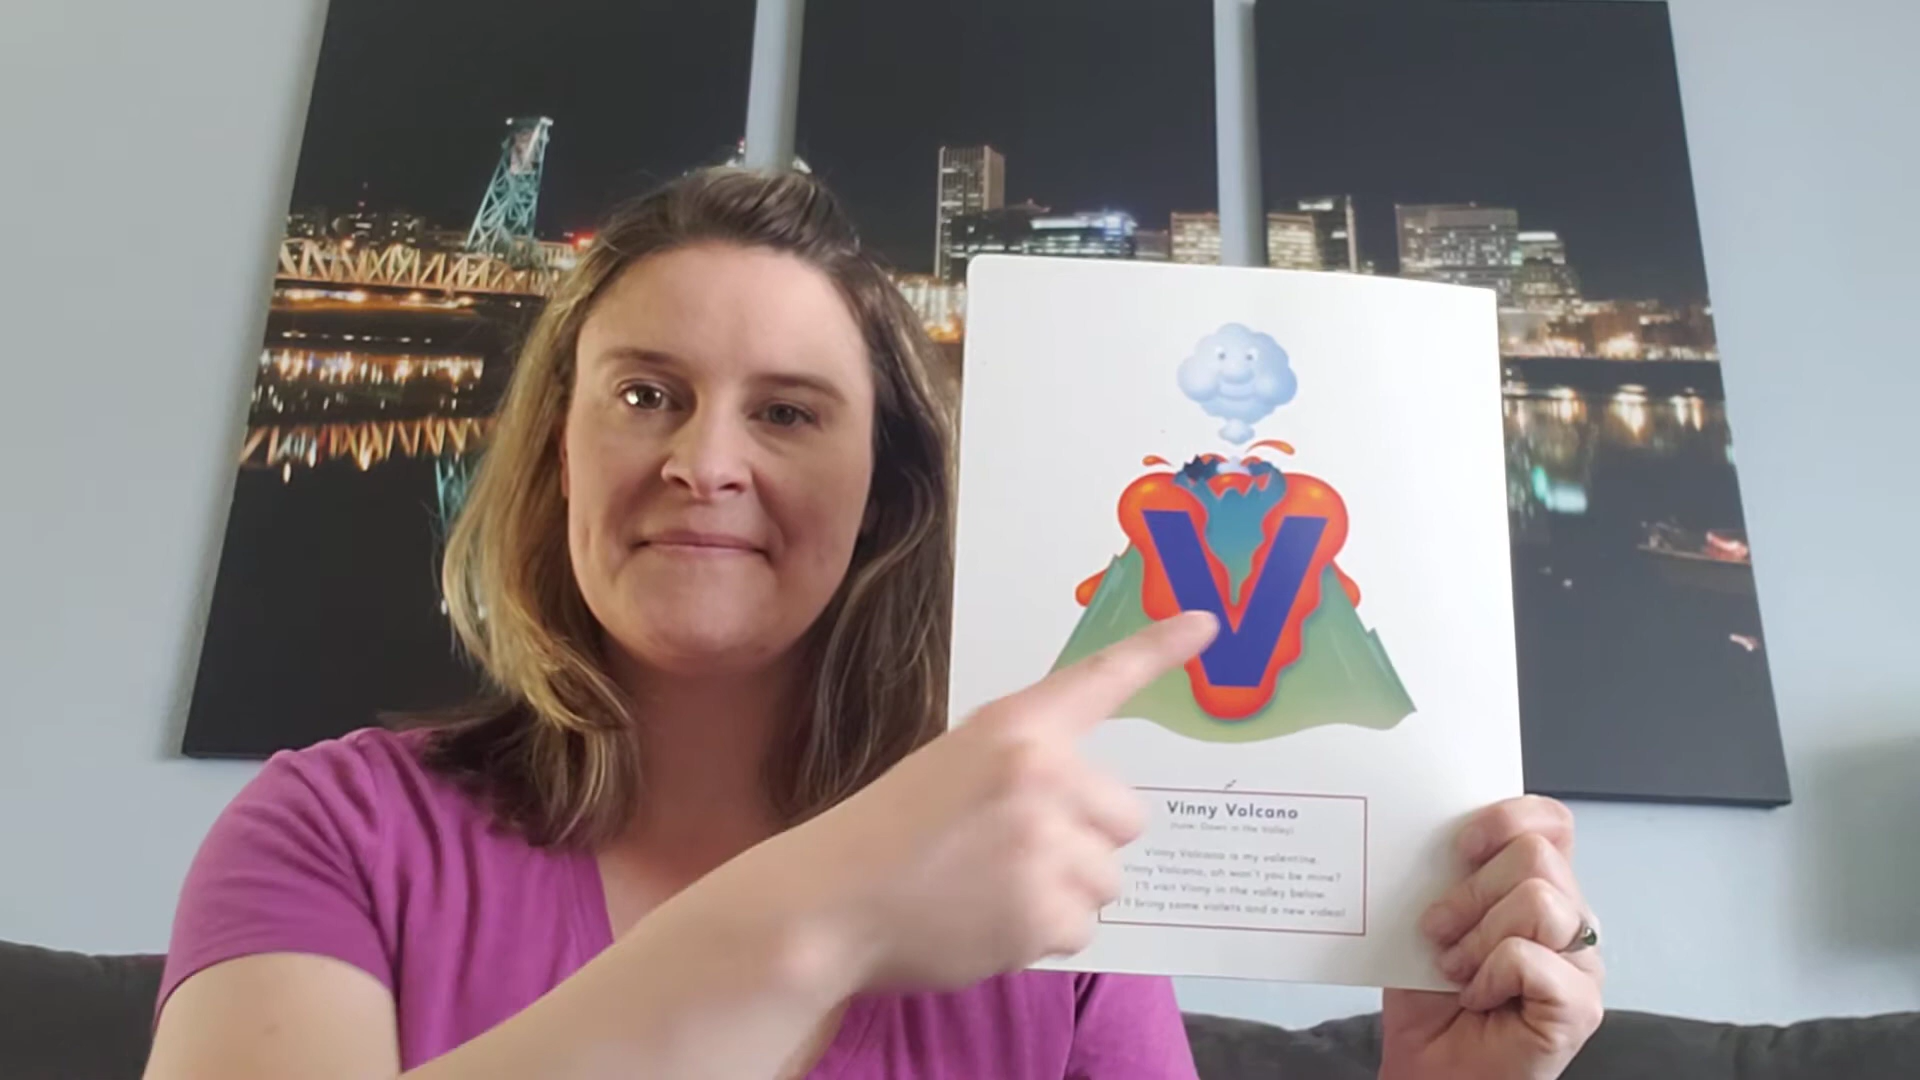 V
Vinny Volcano
(tune: Down in the Valley)
Vinny Volcano is my valentine.
Vinny Volcano, oh won't you be mine?
I'll visit Vinny in the valley below.
I'll bring some violets and a new video!